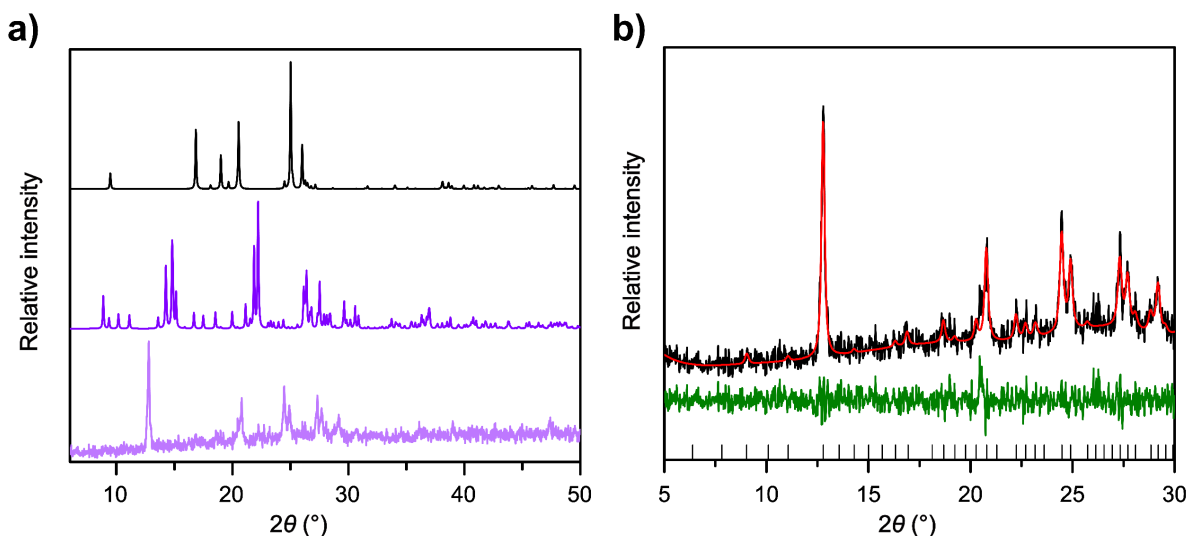 a)
Relative intensity
10 20 30 40 50
2θ (°)
b)
Relative intensity
5 10 15 20 25 30
2θ (°)